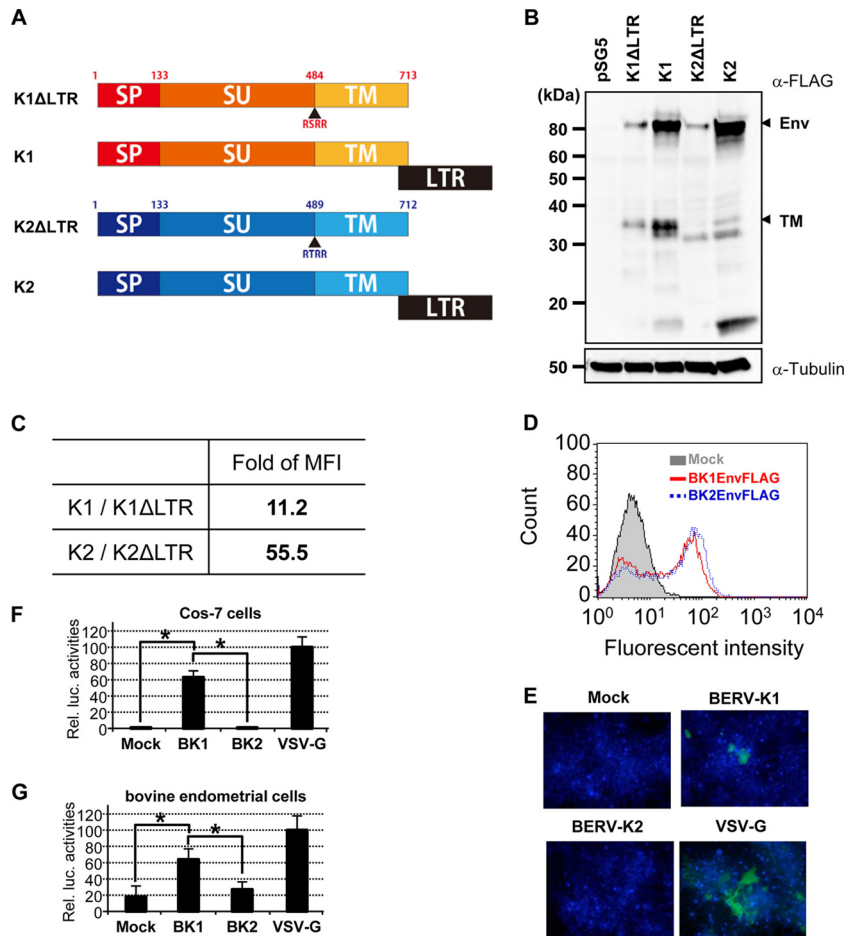 A
1 133 484 713
K1ΔLTR SP SU TM
RSRR
K1 SP SU TM
LTR
1 133 489 712
K2ΔLTR SP SU TM
RTRR
K2 SP SU TM
LTR
B
pSG5 K1ΔLTR K1 K2ΔLTR K2
α-FLAG
(kDa)
80 Env
60
50
40 TM
30
20
50 α-Tubulin
C
Fold of MFI
K1 / K1ΔLTR 11.2
K2 / K2ΔLTR 55.5
D
100
80
60
40
20
0
Count
Mock
BK1EnvFLAG
BK2EnvFLAG
10⁰ 10¹ 10² 10³ 10⁴
Fluorescent intensity
F
Cos-7 cells
Rel. luc. activities
120
100
80
60
40
20
0
* *
Mock BK1 BK2 VSV-G
E
Mock BERV-K1
BERV-K2 VSV-G
G
bovine endometrial cells
Rel. luc. activities
120
100
80
60
40
20
0
* *
Mock BK1 BK2 VSV-G